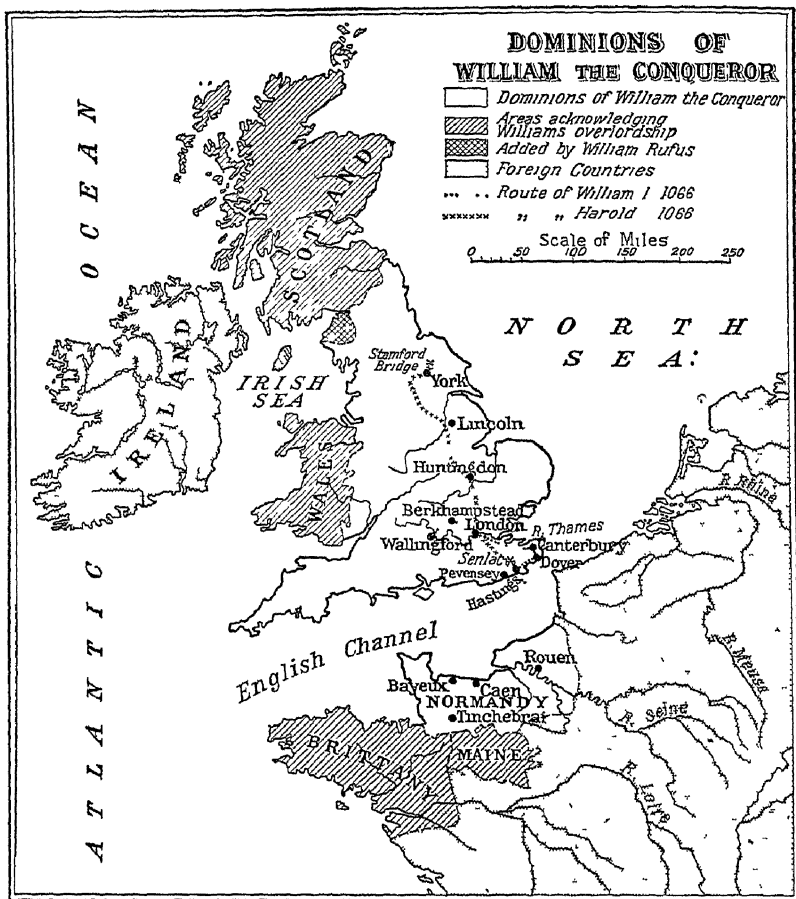 DOMINIONS OF
WILLIAM THE CONQUEROR
Dominions of William the Conqueror
Areas acknowledging
Williams overlordship
Added by William Rufus
Foreign Countries
Route of William I 1066
„ „ Harold 1066
Scale of Miles
0 50 100 150 200 250
ATLANTIC OCEAN
NORTH
SEA:
SCOTLAND
IRELAND
IRISH
SEA
Stamford
Bridge
York
Lincoln
WALES
Huntingdon
Berkhampstead
London
Wallingford
R. Thames
Canterbury
Dover
Senlac
Pevensey
Hastings
R. Rhine
English Channel
Rouen
Bayeux
Caen
NORMANDY
Tinchebrai
R. Seine
R. Meuse
BRITTANY
MAINE
R. Loire